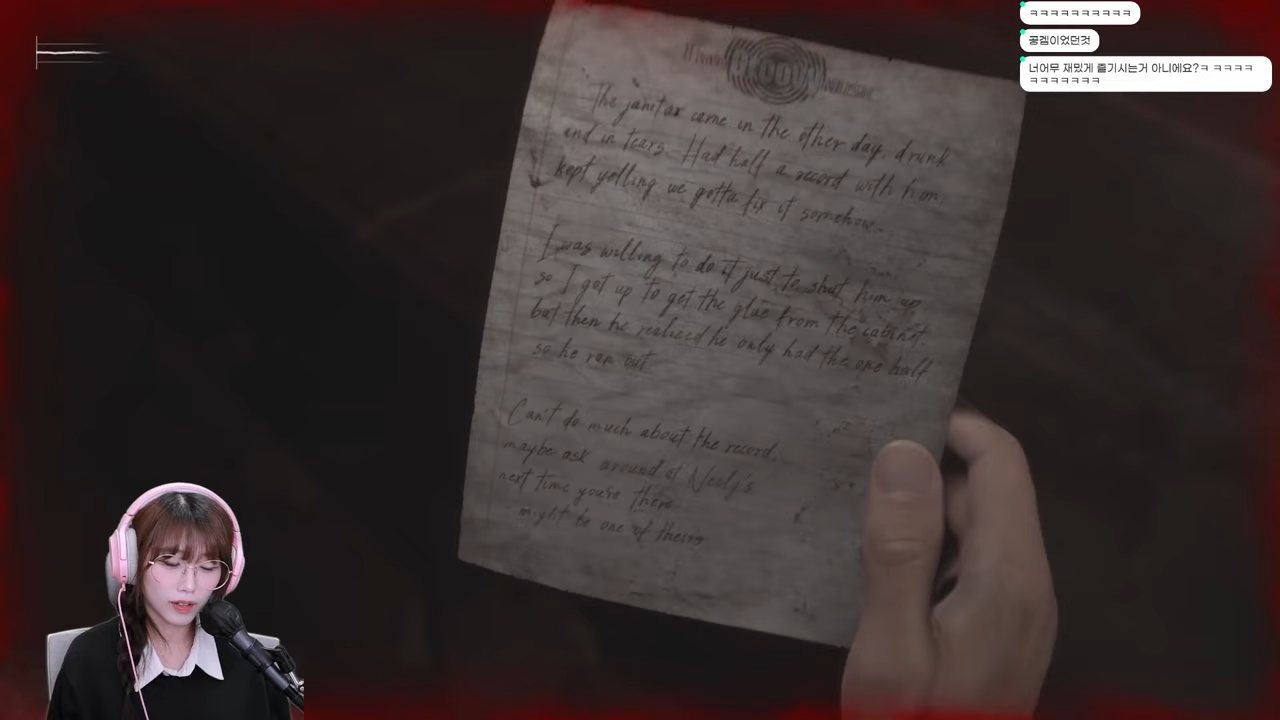 ㅋㅋㅋㅋㅋㅋㅋㅋㅋㅋ
공겜이었던것
너어무 재밌게 즐기시는거 아니에요?ㅋ ㅋㅋㅋㅋ
ㅋㅋㅋㅋㅋㅋㅋ
The janitor came in the other day, drunk
and in tears. Had half a record with him,
kept yelling we gotta fix it somehow.
I was willing to do it just to shut him up,
so I got up to get the glue from the cabinet,
but then he realized he only had the one half
so he ran out
Can't do much about the record,
maybe ask around at Neely's
next time you're there
- might be one of theirs